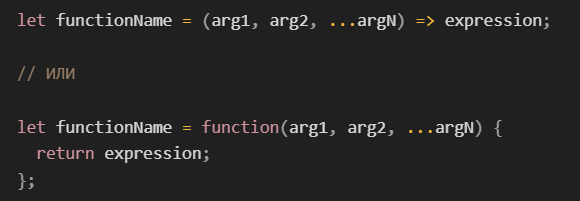 let functionName = (arg1, arg2, ...argN) => expression;
// или
let functionName = function(arg1, arg2, ...argN) {
  return expression;
};